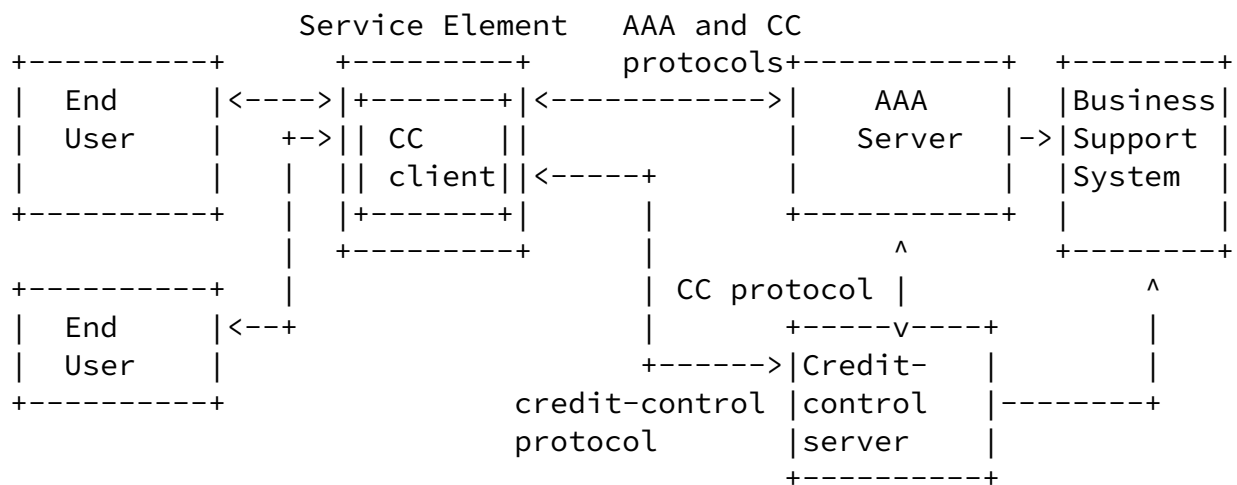 Service Element   AAA and CC
+----------+        +---------+      protocols+-----------+  +--------+
|  End     |<---->|+-------+|<------------>|    AAA    |  |Business|
|  User    |   +->|| CC    ||              |   Server  |->|Support |
|          |   |  || client||<-----+       |           |  |System  |
+----------+   |  |+-------+|      |       +-----------+  |        |
               |  +---------+      |             ^        +--------+
+----------+   |                   | CC protocol |             ^
|  End     |<--+                   |       +-----v----+        |
|  User    |                       +------>|Credit-   |        |
+----------+                credit-control |control   |--------+
                            protocol       |server    |
                                           +----------+